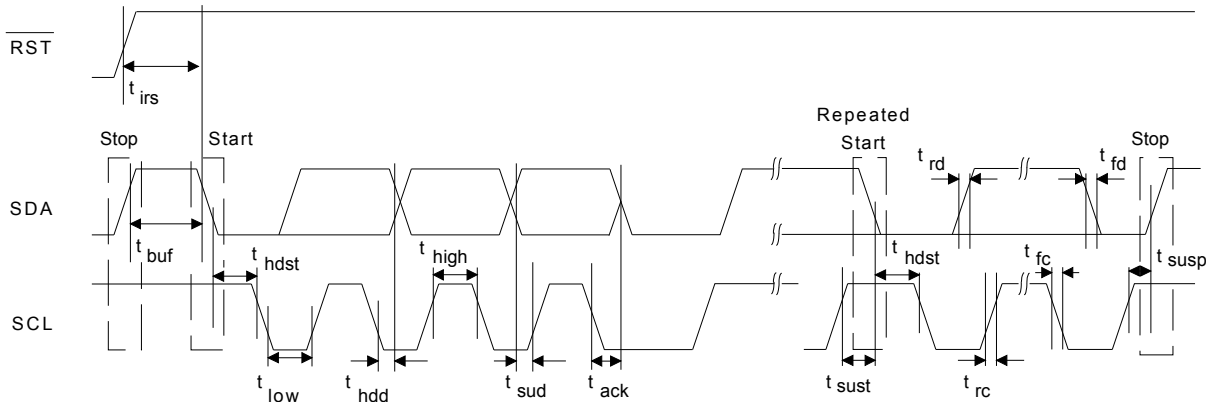 RST
t irs
Repeated
Stop
Start
Start
Stop
t rd
t fd
SDA
t buf
t hdst
t high
t hdst
t fc
t susp
SCL
t low
t hdd
t sud
t ack
t sust
t rc